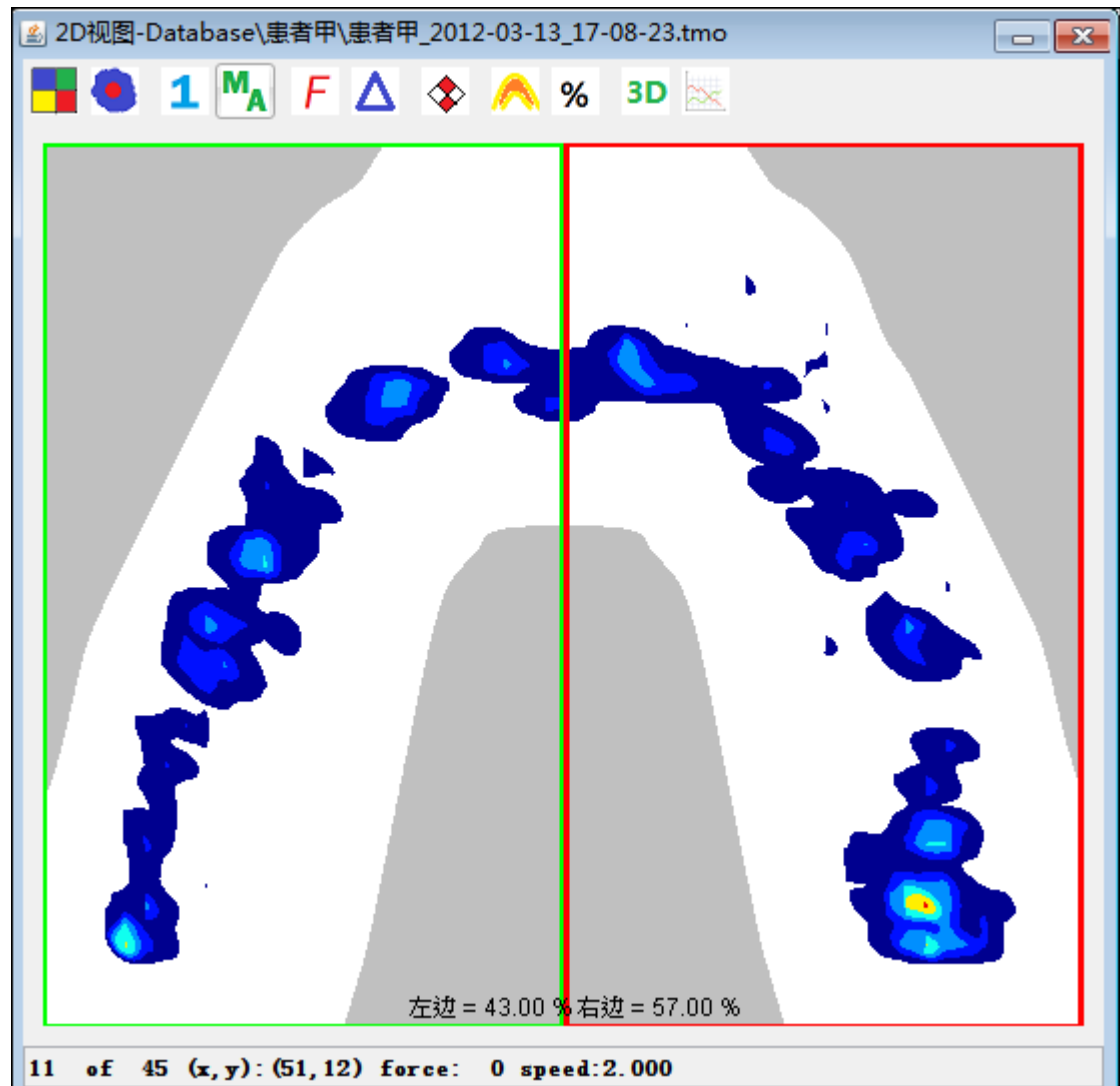 2D视图-Database\患者甲\患者甲_2012-03-13_17-08-23.tmo
1 MA F % 3D
左边 = 43.00 % 右边 = 57.00 %
11 of 45 (x,y):(51,12) force: 0 speed:2.000